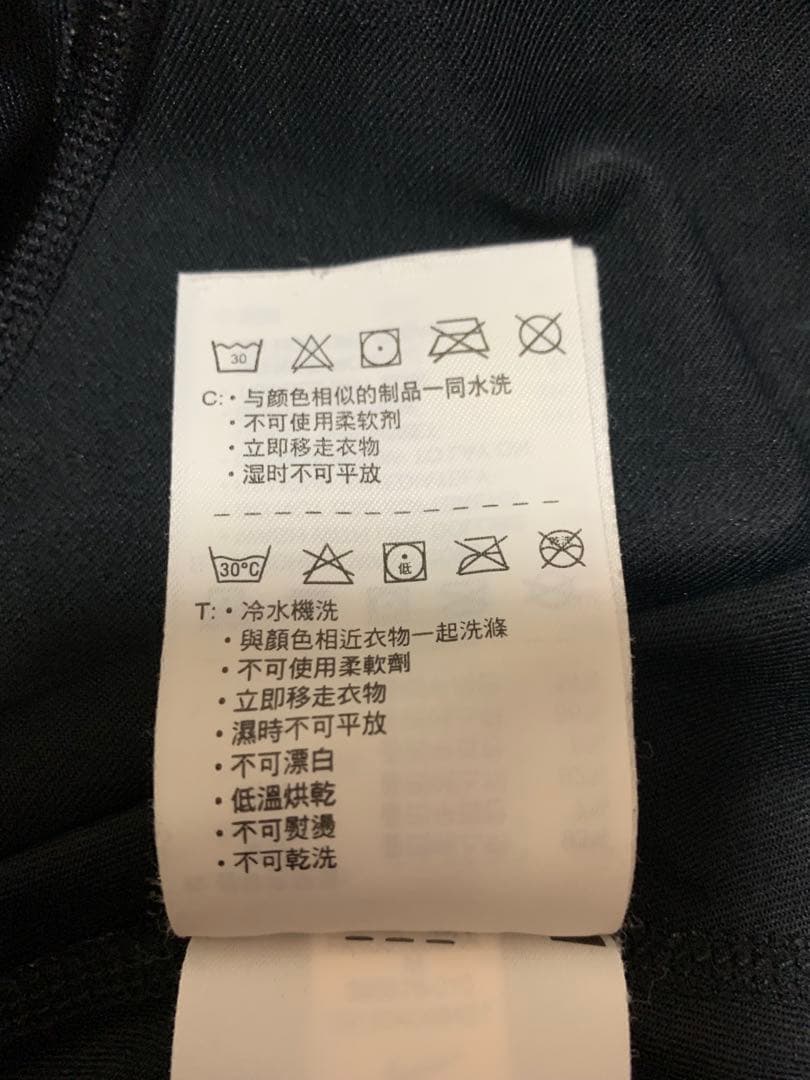 30
C:・与颜色相似的制品一同水洗
・不可使用柔软剂
・立即移走衣物
・湿时不可平放
30°C 低 乾洗
T:・冷水機洗
・與顏色相近衣物一起洗滌
・不可使用柔軟劑
・立即移走衣物
・濕時不可平放
・不可漂白
・低溫烘乾
・不可熨燙
・不可乾洗